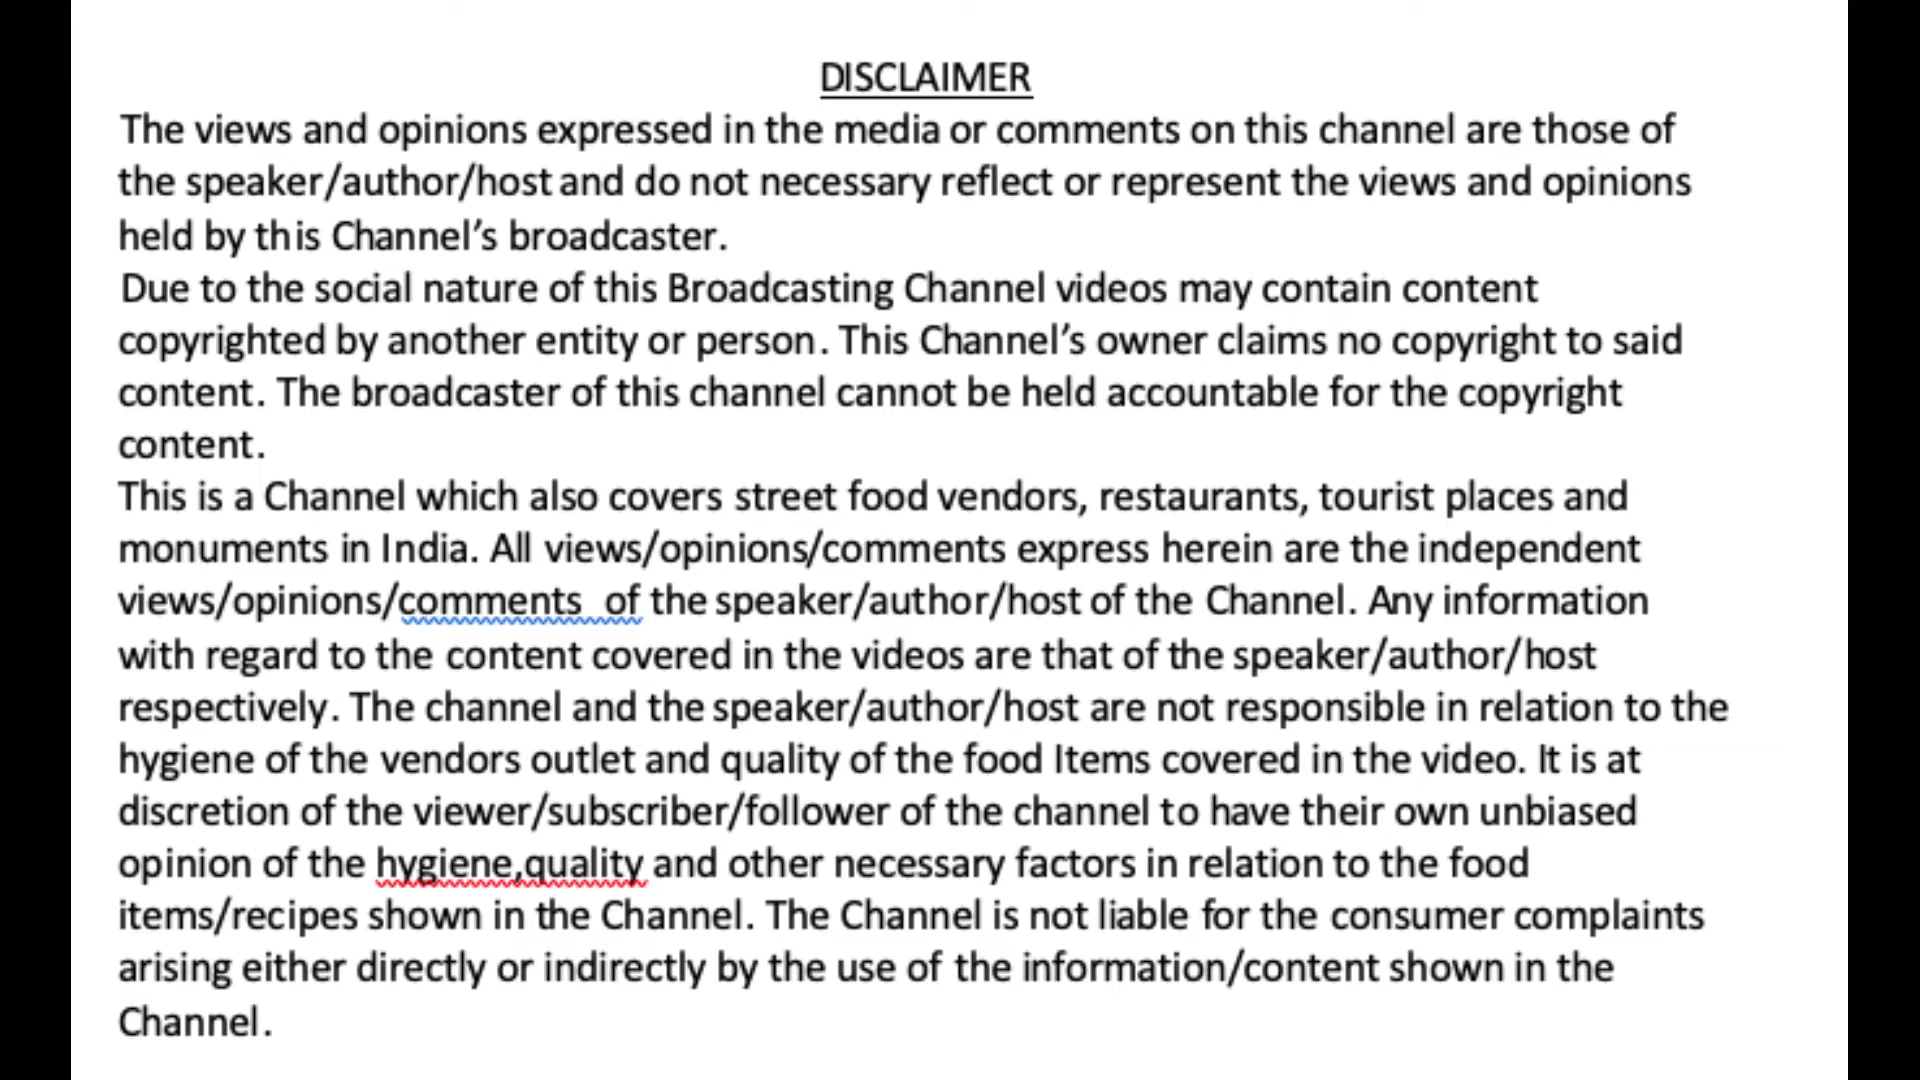 DISCLAIMER
The views and opinions expressed in the media or comments on this channel are those of
the speaker/author/host and do not necessary reflect or represent the views and opinions
held by this Channel’s broadcaster.
Due to the social nature of this Broadcasting Channel videos may contain content
copyrighted by another entity or person. This Channel’s owner claims no copyright to said
content. The broadcaster of this channel cannot be held accountable for the copyright
content.
This is a Channel which also covers street food vendors, restaurants, tourist places and
monuments in India. All views/opinions/comments express herein are the independent
views/opinions/comments  of the speaker/author/host of the Channel. Any information
with regard to the content covered in the videos are that of the speaker/author/host
respectively. The channel and the speaker/author/host are not responsible in relation to the
hygiene of the vendors outlet and quality of the food Items covered in the video. It is at
discretion of the viewer/subscriber/follower of the channel to have their own unbiased
opinion of the hygiene,quality and other necessary factors in relation to the food
items/recipes shown in the Channel. The Channel is not liable for the consumer complaints
arising either directly or indirectly by the use of the information/content shown in the
Channel.